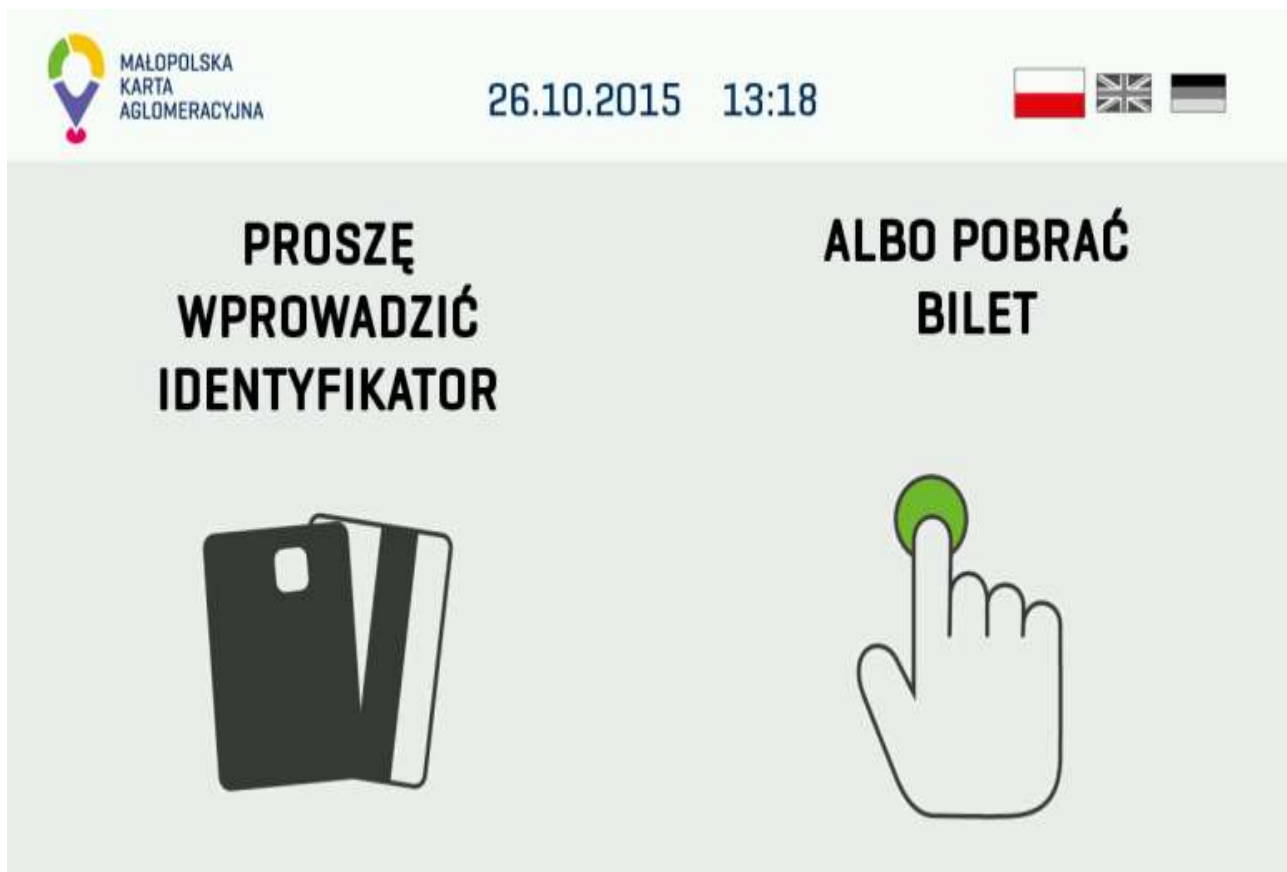 MAŁOPOLSKA
KARTA
AGLOMERACYJNA
26.10.2015 13:18
PROSZĘ
WPROWADZIĆ
IDENTYFIKATOR
ALBO POBRAĆ
BILET